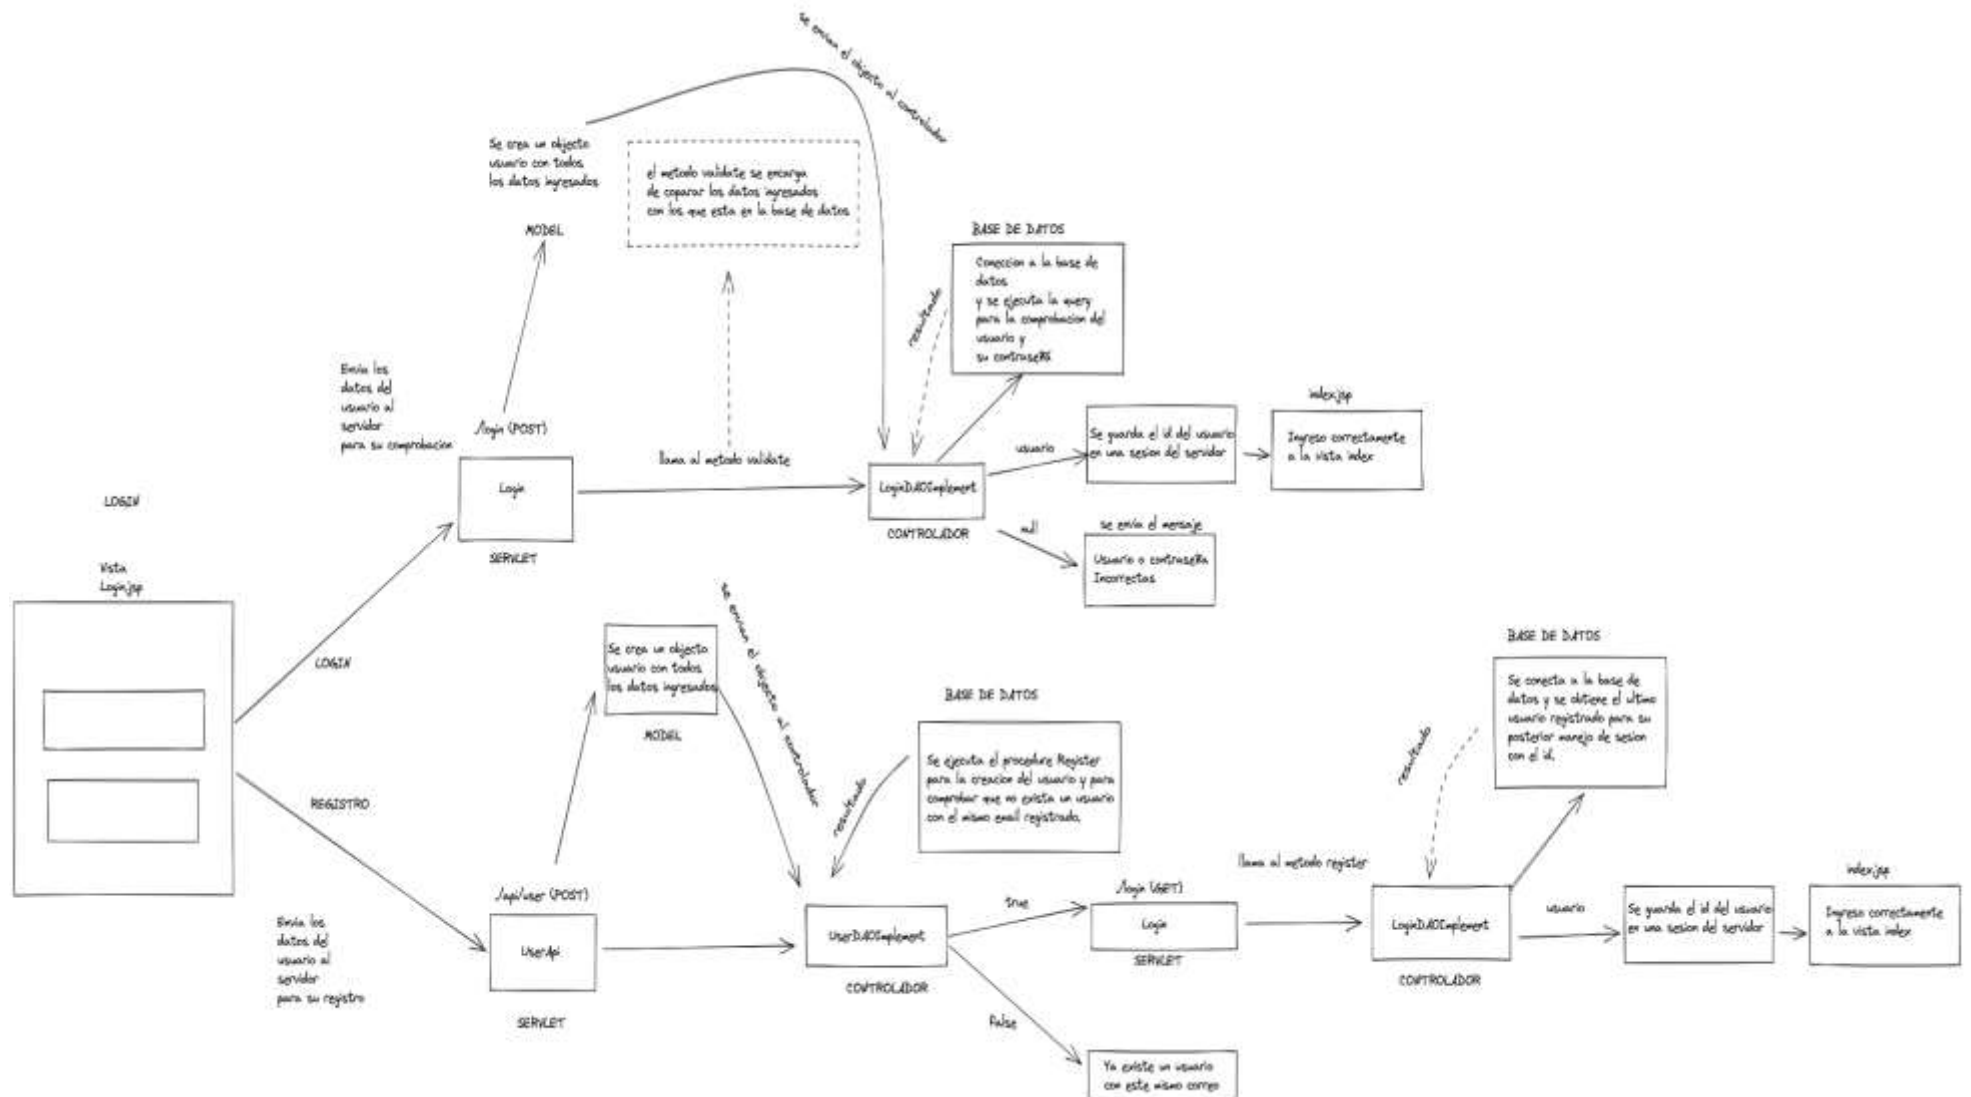 se envian el objecto al controlador
Se crea un objecto
usuario con todos
los datos ingresados
el metodo validate se encarga
de coparar los datos ingresados
con los que esta en la base de datos
MODEL
BASE DE DATOS
Coneccion a la base de
datos
y se ejecuta la query
para la comprobacion del
usuario y
su contraseña
resultado
Envia los
datos del
usuario al
servidor
para su comprobacion
./login (POST)
Login
SERVLET
llama al metodo validate
LoginDAOImplement
CONTROLADOR
usuario
Se guarda el id del usuario
en una sesion del servidor
index.jsp
Ingreso correctamente
a la vista index
null
se envia el mensaje
Usuario o contraseña
Incorrectas
LOGIN
Vista
Login.jsp
LOGIN
REGISTRO
Se crea un objecto
usuario con todos
los datos ingresados
MODEL
se envian el objecto al controlador
BASE DE DATOS
Se ejecuta el procedure Register
para la creacion del usuario y para
comprobar que no exista un usuario
con el mismo email registrado.
resultado
BASE DE DATOS
Se conecta a la base de
datos y se obtiene el ultimo
usuario registrado para su
posterior manejo de sesion
con el id.
resultado
Envia los
datos del
usuario al
servidor
para su registro
./api/user (POST)
UserApi
SERVLET
UserDAOImplement
CONTROLADOR
true
./login (GET)
Login
SERVLET
llama al metodo register
LoginDAOImplement
CONTROLADOR
usuario
Se guarda el id del usuario
en una sesion del servidor
index.jsp
Ingreso correctamente
a la vista index
false
Ya existe un usuario
con este mismo correo